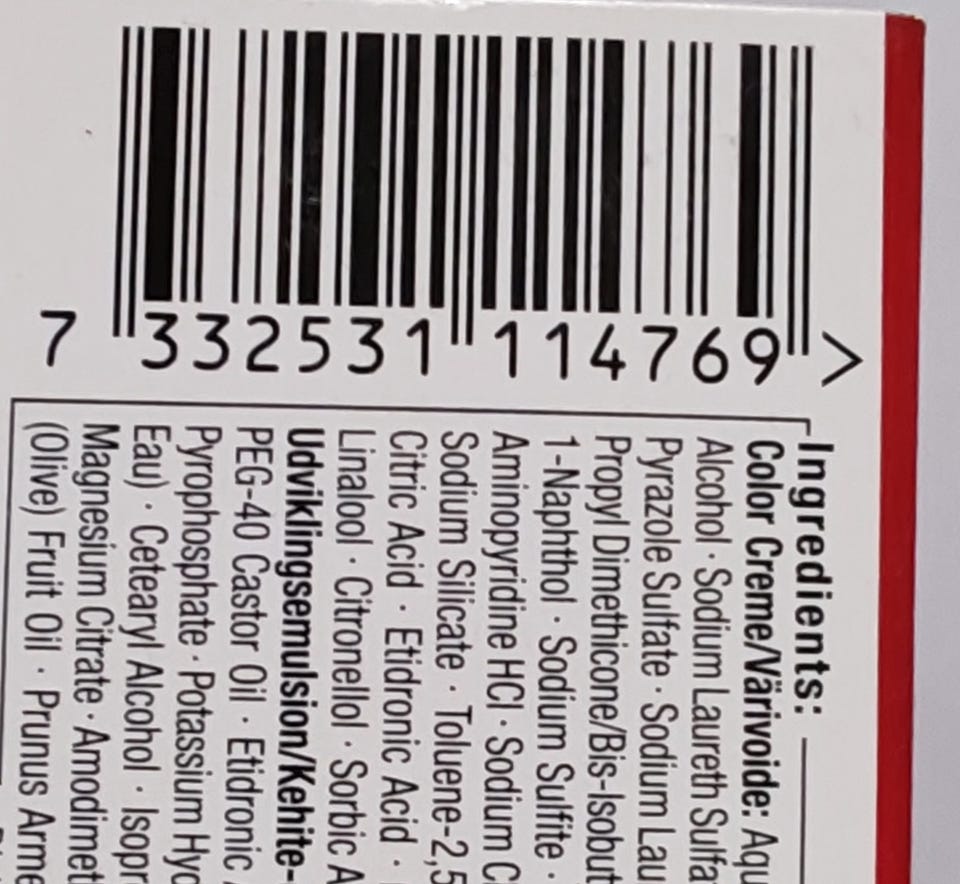 7 332531 114769 >
Ingredients:
Color Creme/Värivoide: Aqu
Alcohol · Sodium Laureth Sulfa
Pyrazole Sulfate · Sodium Lau
Propyl Dimethicone/Bis-Isobut
1-Naphthol · Sodium Sulfite ·
Aminopyridine HCl · Sodium C
Sodium Silicate · Toluene-2,5
Citric Acid · Etidronic Acid ·
Linalool · Citronellol · Sorbic A
Udviklingsemulsion/Kehite-
PEG-40 Castor Oil · Etidronic
Pyrophosphate · Potassium Hyd
Eau) · Cetearyl Alcohol · Isopr
Magnesium Citrate · Amodimeth
(Olive) Fruit Oil · Prunus Arme